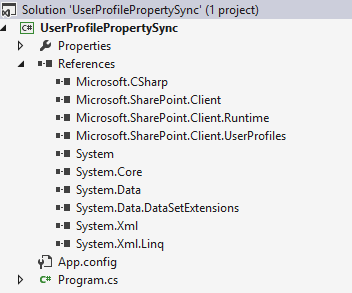 Solution 'UserProfilePropertySync' (1 project)
C# UserProfilePropertySync
Properties
References
Microsoft.CSharp
Microsoft.SharePoint.Client
Microsoft.SharePoint.Client.Runtime
Microsoft.SharePoint.Client.UserProfiles
System
System.Core
System.Data
System.Data.DataSetExtensions
System.Xml
System.Xml.Linq
App.config
C# Program.cs